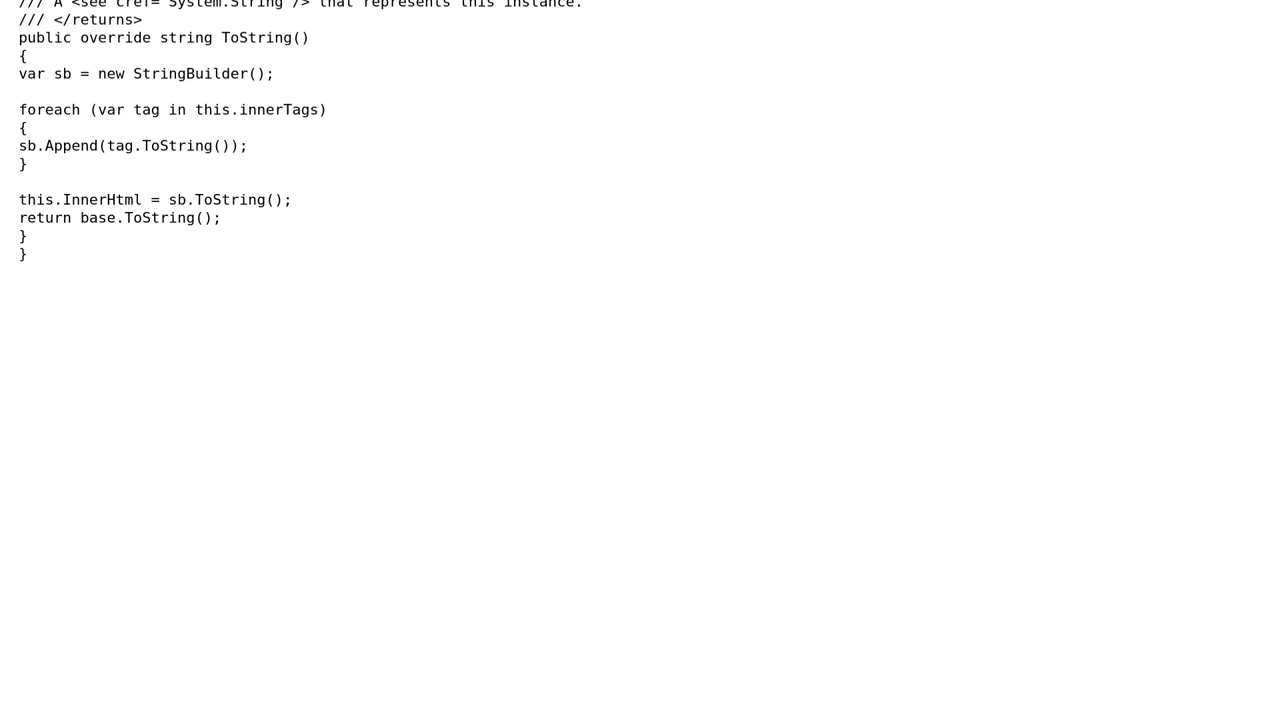 /// A <see cref="System.String"/> that represents this instance.
/// </returns>
public override string ToString()
{
var sb = new StringBuilder();
foreach (var tag in this.innerTags)
{
sb.Append(tag.ToString());
}
this.InnerHtml = sb.ToString();
return base.ToString();
}
}